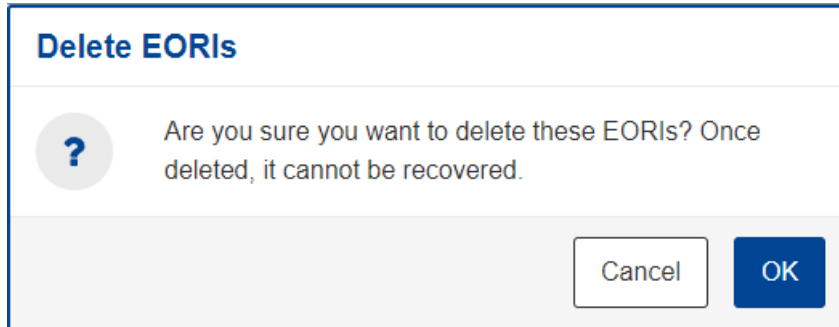 Delete EORIs
?
Are you sure you want to delete these EORIs? Once
deleted, it cannot be recovered.
Cancel
OK